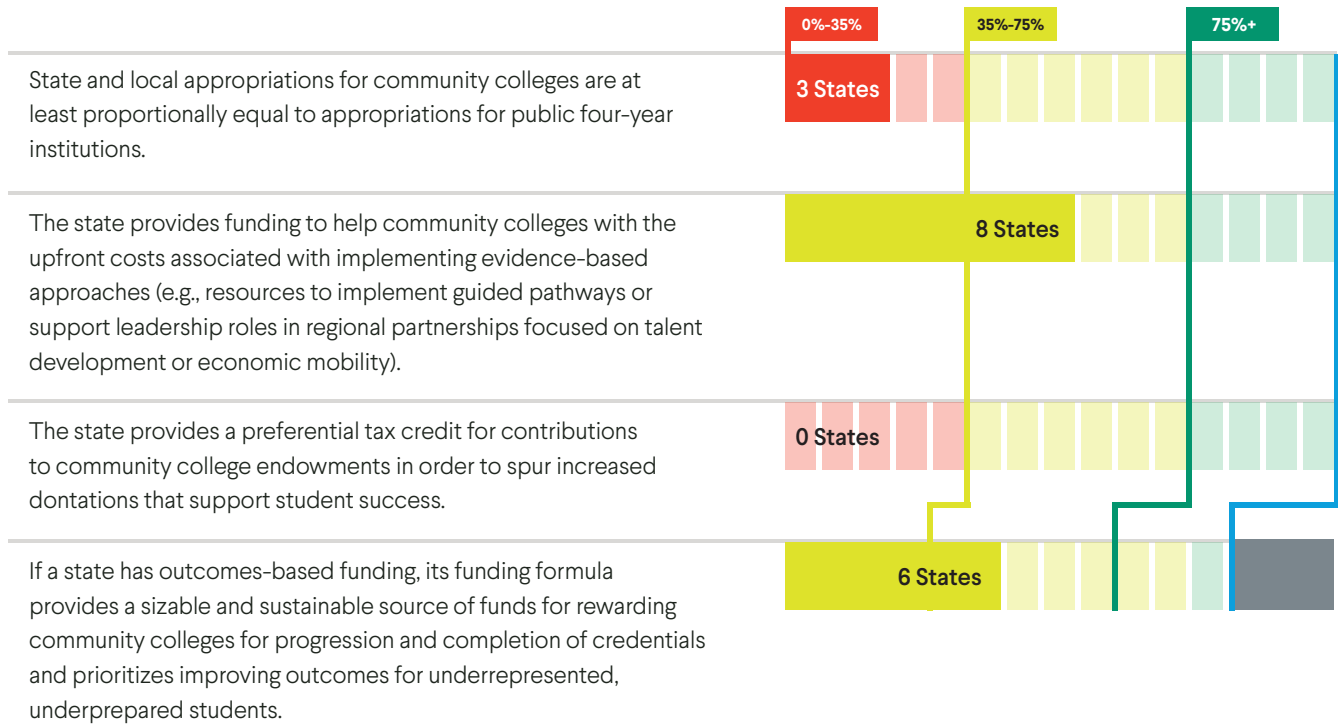 0%-35%
35%-75%
75%+
State and local appropriations for community colleges are at
least proportionally equal to appropriations for public four-year
institutions.
3 States
The state provides funding to help community colleges with the
upfront costs associated with implementing evidence-based
approaches (e.g., resources to implement guided pathways or
support leadership roles in regional partnerships focused on talent
development or economic mobility).
8 States
The state provides a preferential tax credit for contributions
to community college endowments in order to spur increased
dontations that support student success.
0 States
If a state has outcomes-based funding, its funding formula
provides a sizable and sustainable source of funds for rewarding
community colleges for progression and completion of credentials
and prioritizes improving outcomes for underrepresented,
underprepared students.
6 States